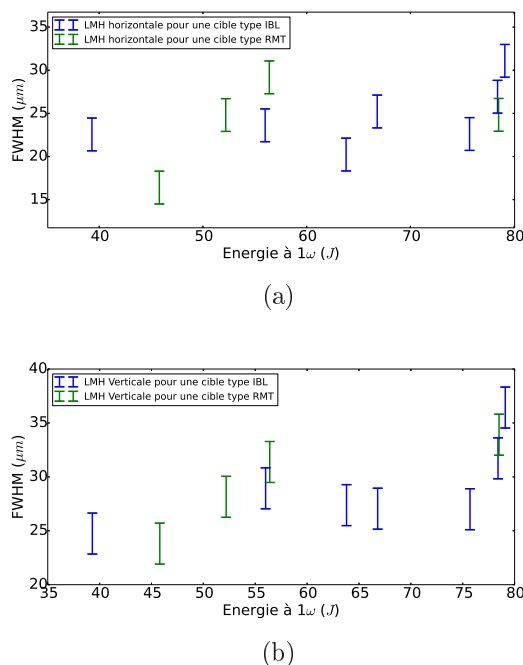 LMH horizontale pour une cible type IBL
LMH horizontale pour une cible type RMT
35
30
25
20
15
FWHM (μm)
40 50 60 70 80
Energie à 1ω (J)
(a)
LMH Verticale pour une cible type IBL
LMH Verticale pour une cible type RMT
40
35
30
25
20
FWHM (μm)
35 40 45 50 55 60 65 70 75 80
Energie à 1ω (J)
(b)